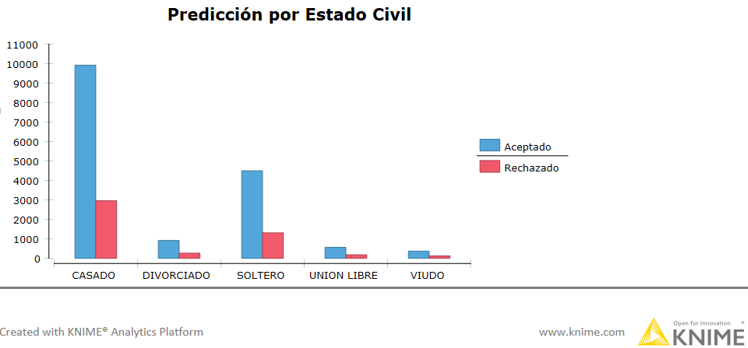 Predicción por Estado Civil
11000
10000
9000
8000
7000
6000
5000
4000
3000
2000
1000
0
CASADO DIVORCIADO SOLTERO UNION LIBRE VIUDO
Aceptado
Rechazado
Created with KNIME® Analytics Platform
www.knime.com
Open for Innovation
KNIME